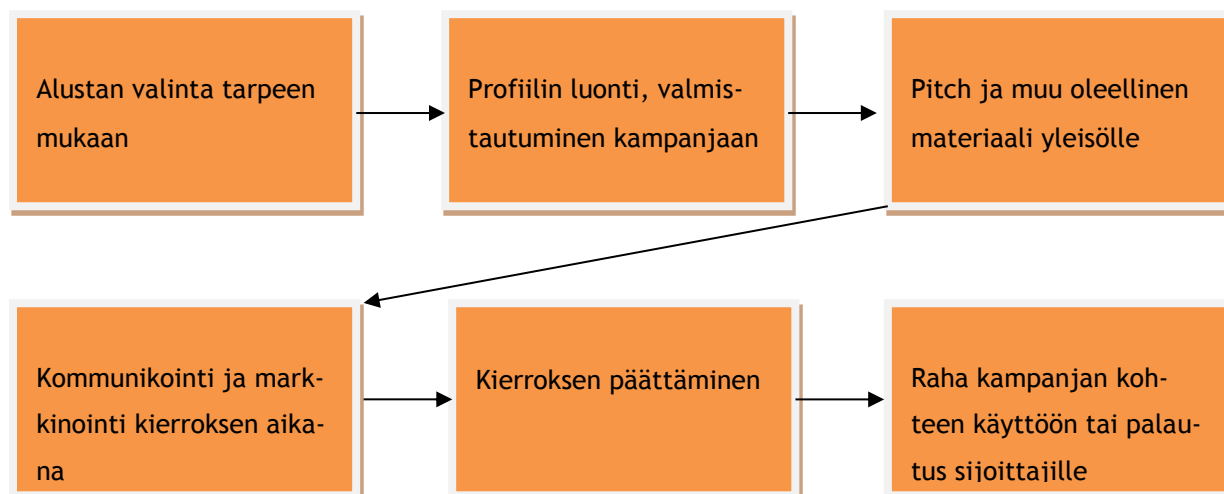 Alustan valinta tarpeen
mukaan
Profiilin luonti, valmis-
tautuminen kampanjaan
Pitch ja muu oleellinen
materiaali yleisölle
Kommunikointi ja mark-
kinointi kierroksen aika-
na
Kierroksen päättäminen
Raha kampanjan koh-
teen käyttöön tai palau-
tus sijoittajille